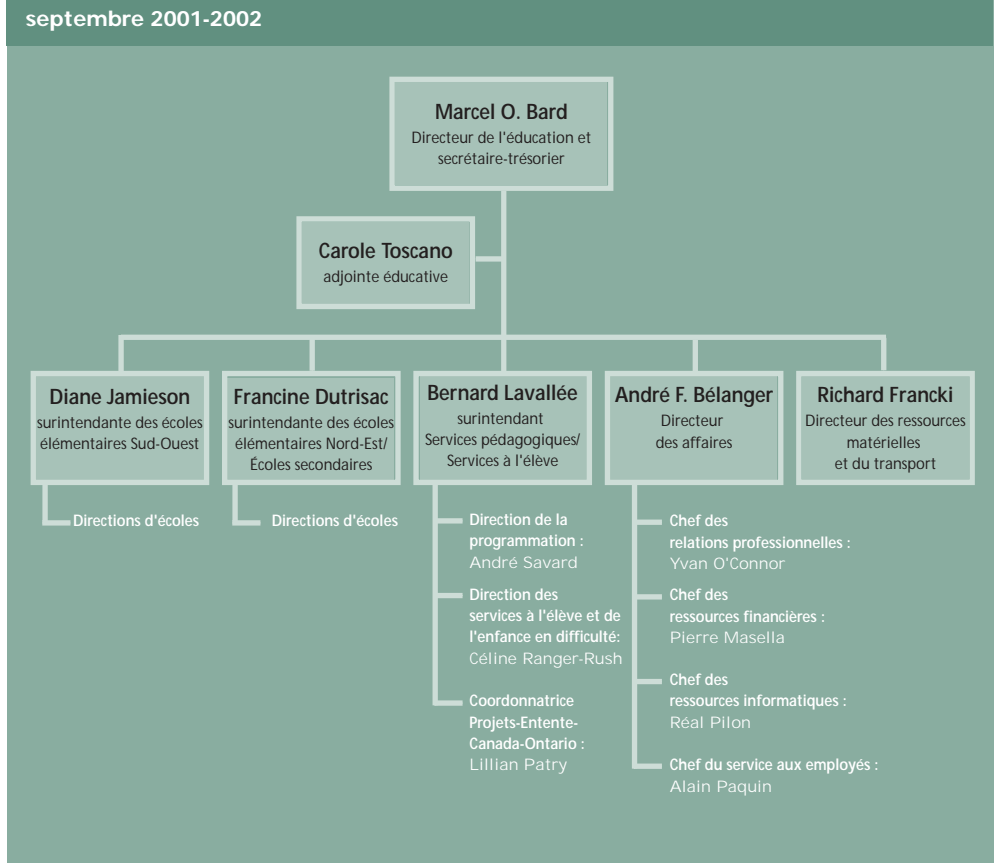 septembre 2001-2002
Marcel O. Bard
Directeur de l'éducation et
secrétaire-trésorier
Carole Toscano
adjointe éducative
Diane Jamieson
surintendante des écoles
élémentaires Sud-Ouest
Directions d'écoles
Francine Dutrisac
surintendante des écoles
élémentaires Nord-Est/
Écoles secondaires
Directions d'écoles
Bernard Lavallée
surintendant
Services pédagogiques/
Services à l'élève
Direction de la
programmation :
André Savard
Direction des
services à l'élève et de
l'enfance en difficulté:
Céline Ranger-Rush
Coordonnatrice
Projets-Entente-
Canada-Ontario :
Lillian Patry
André F. Bélanger
Directeur
des affaires
Chef des
relations professionnelles :
Yvan O'Connor
Chef des
ressources financières :
Pierre Masella
Chef des
ressources informatiques :
Réal Pilon
Chef du service aux employés :
Alain Paquin
Richard Francki
Directeur des ressources
matérielles
et du transport